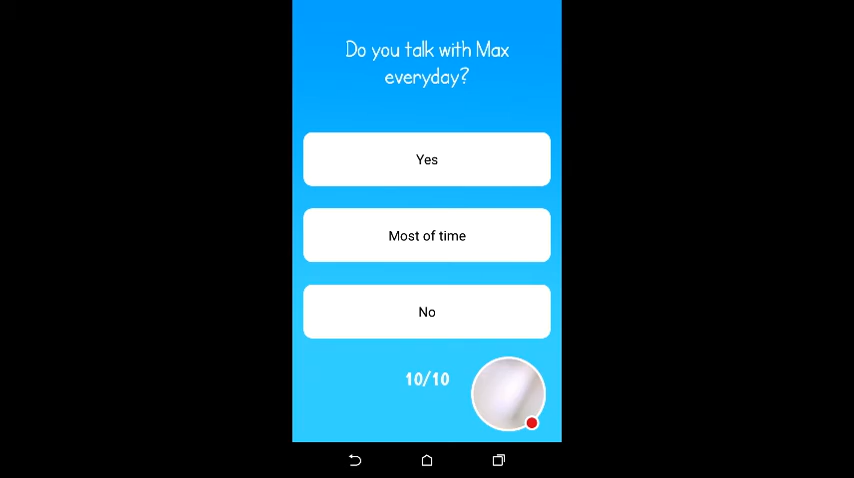 Do you talk with Max
everyday?
Yes
Most of time
No
10/10